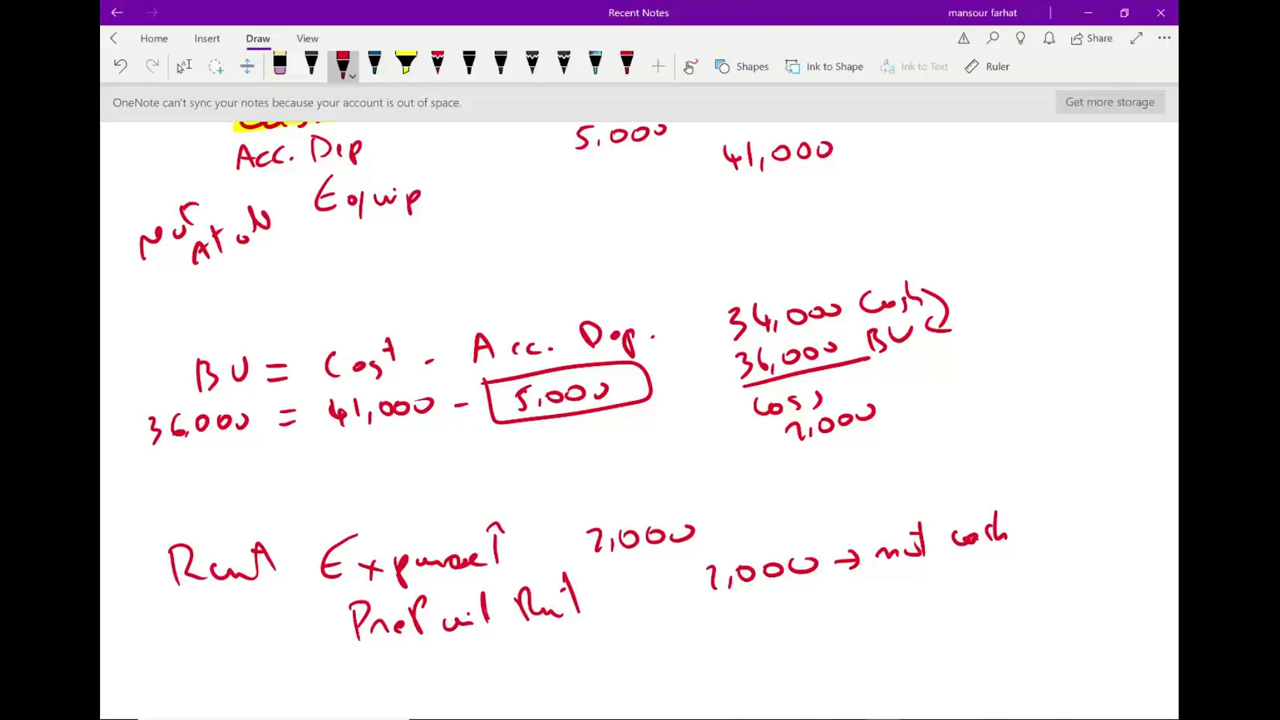 Recent Notes
mansour farhat
Home Insert Draw View Share
Shapes Ink to Shape Ink to Text Ruler
OneNote can't sync your notes because your account is out of space. Get more storage
5,000
Acc. Dep 41,000
Equip
Not
At
34,000 Cash
36,000 BV
BV = Cost - Acc. Dep.
36,000 = 41,000 - 5,000
2,000
Rent Expense↑ 2,000
Prepaid Rent 2,000 → not cash